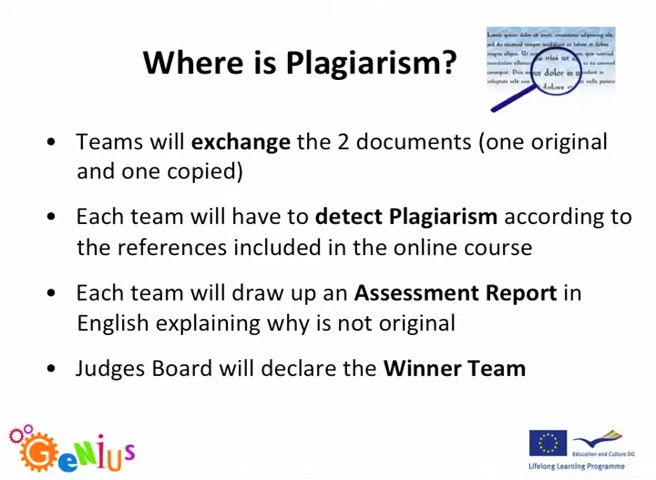 Where is Plagiarism?
• Teams will exchange the 2 documents (one original
and one copied)
• Each team will have to detect Plagiarism according to
the references included in the online course
• Each team will draw up an Assessment Report in
English explaining why is not original
• Judges Board will declare the Winner Team
GeNiUs
Education and Culture DG
Lifelong Learning Programme